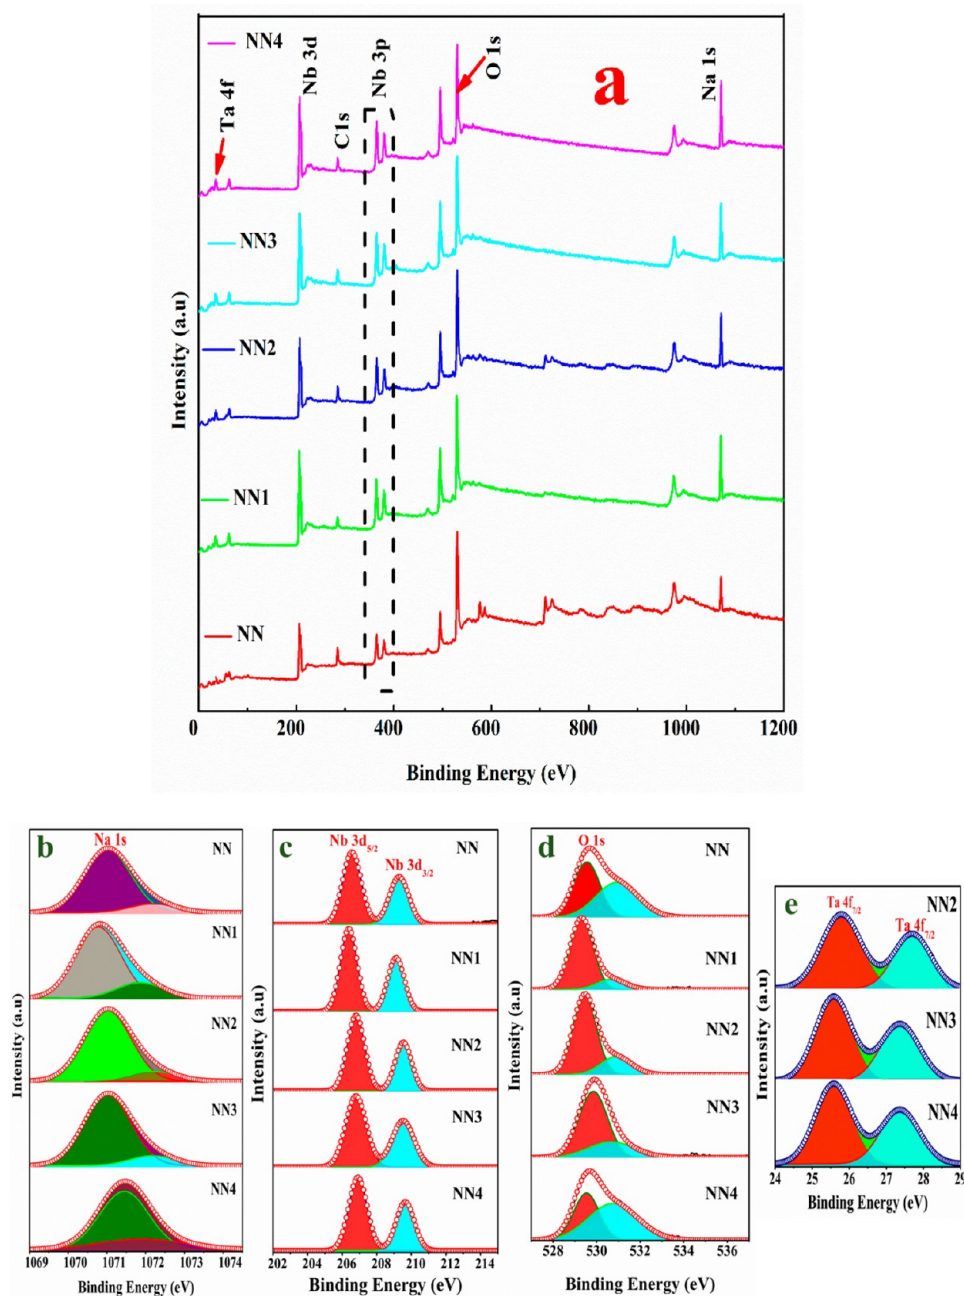 a
NN4
Ta 4f
Nb 3d
C1s
Nb 3p
O 1s
Na 1s
NN3
NN2
NN1
NN
Intensity (a.u)
0 200 400 600 800 1000 1200
Binding Energy (eV)
b
Na 1s
NN
NN1
NN2
NN3
NN4
Intensity (a.u)
1069 1070 1071 1072 1073 1074
Binding Energy (eV)
c
Nb 3d5/2
Nb 3d3/2
NN
NN1
NN2
NN3
NN4
Intensity (a.u)
202 204 206 208 210 212 214
Binding Energy (eV)
d
O 1s
NN
NN1
NN2
NN3
NN4
Intensity (a.u)
528 530 532 534 536
Binding Energy (eV)
e
Ta 4f7/2
Ta 4f7/2
NN2
NN3
NN4
Intensity (a.u)
24 25 26 27 28 29
Binding Energy (eV)